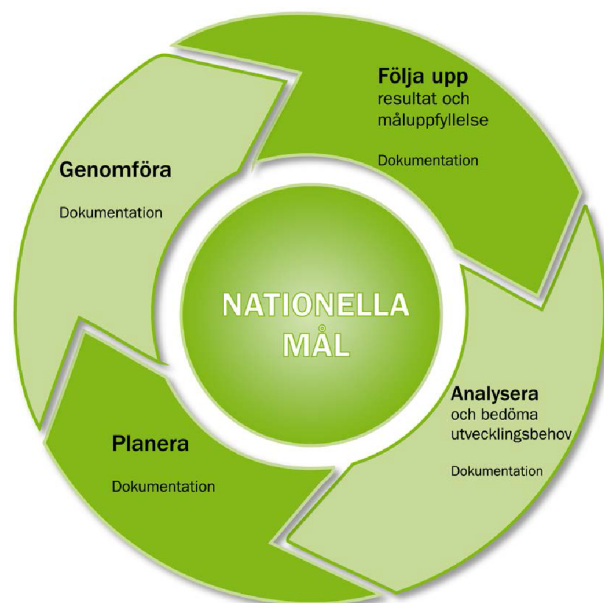 Följa upp
resultat och
måluppfyllelse
Dokumentation
Analysera
och bedöma
utvecklingsbehov
Dokumentation
Planera
Dokumentation
Genomföra
Dokumentation
NATIONELLA
MÅL